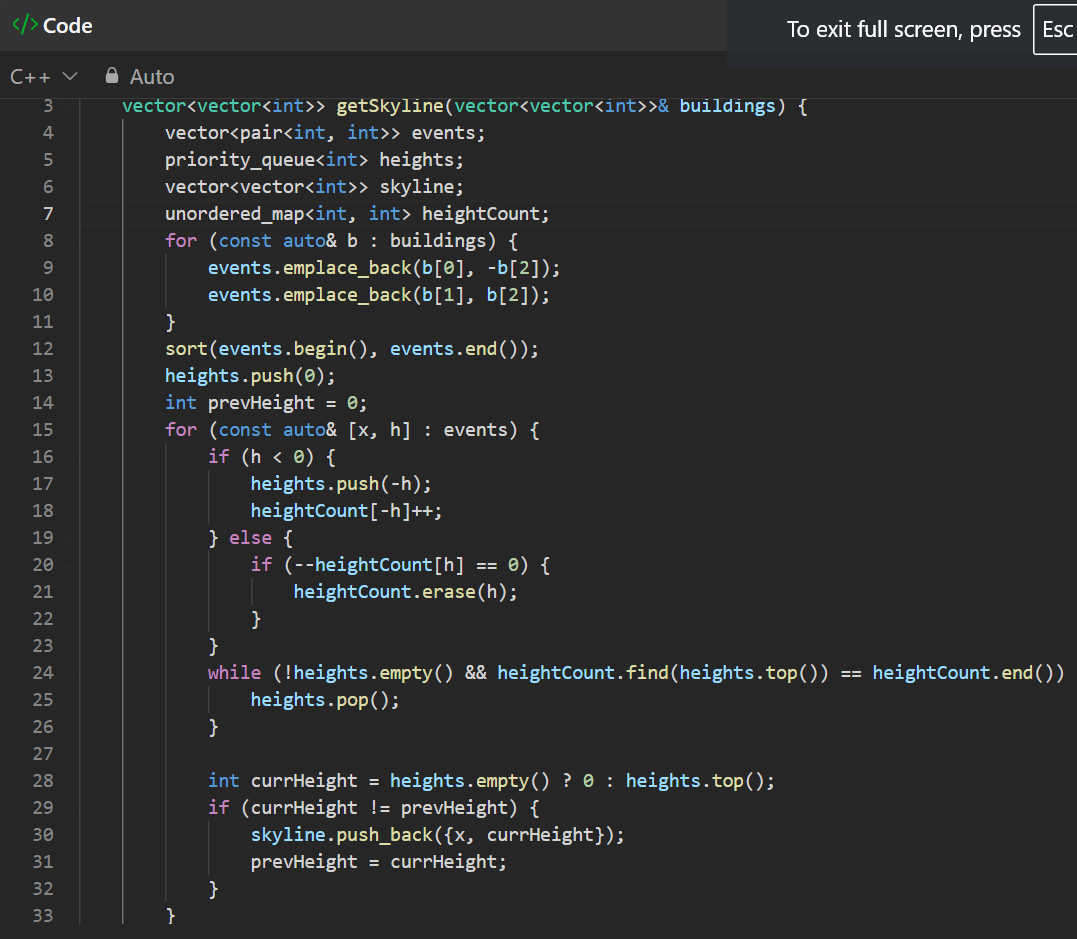 </> Code
To exit full screen, press Esc
C++ Auto
3 vector<vector<int>> getSkyline(vector<vector<int>>& buildings) {
4 vector<pair<int, int>> events;
5 priority_queue<int> heights;
6 vector<vector<int>> skyline;
7 unordered_map<int, int> heightCount;
8 for (const auto& b : buildings) {
9 events.emplace_back(b[0], -b[2]);
10 events.emplace_back(b[1], b[2]);
11 }
12 sort(events.begin(), events.end());
13 heights.push(0);
14 int prevHeight = 0;
15 for (const auto& [x, h] : events) {
16 if (h < 0) {
17 heights.push(-h);
18 heightCount[-h]++;
19 } else {
20 if (--heightCount[h] == 0) {
21 heightCount.erase(h);
22 }
23 }
24 while (!heights.empty() && heightCount.find(heights.top()) == heightCount.end())
25 heights.pop();
26 }
27
28 int currHeight = heights.empty() ? 0 : heights.top();
29 if (currHeight != prevHeight) {
30 skyline.push_back({x, currHeight});
31 prevHeight = currHeight;
32 }
33 }